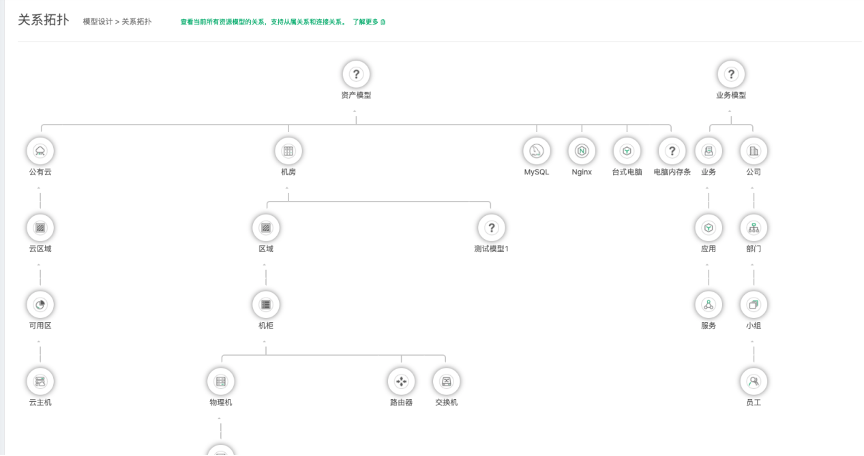 关系拓扑 模型设计 > 关系拓扑 查看当前所有资源模型的关系，支持从属关系和连接关系。 了解更多
资产模型 业务模型
公有云 机房 MySQL Nginx 台式电脑 电脑内存条 业务 公司
云区域 区域 测试模型1 应用 部门
可用区 机柜 服务 小组
云主机 物理机 路由器 交换机 员工